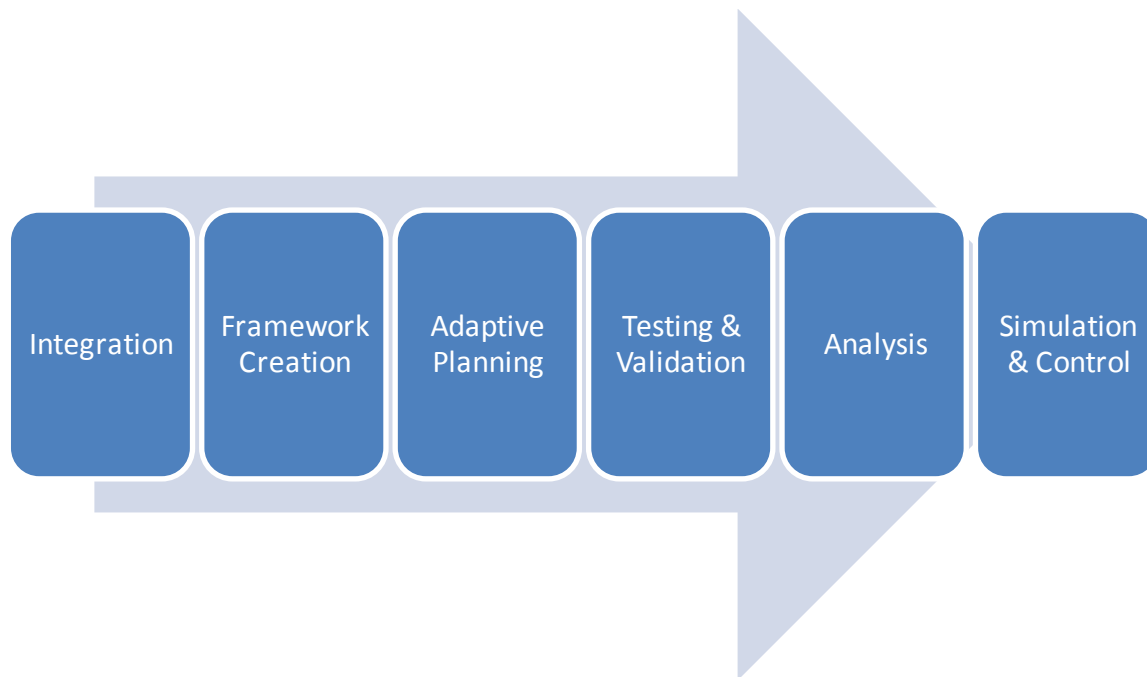 Integration
Framework
Creation
Adaptive
Planning
Testing &
Validation
Analysis
Simulation
& Control